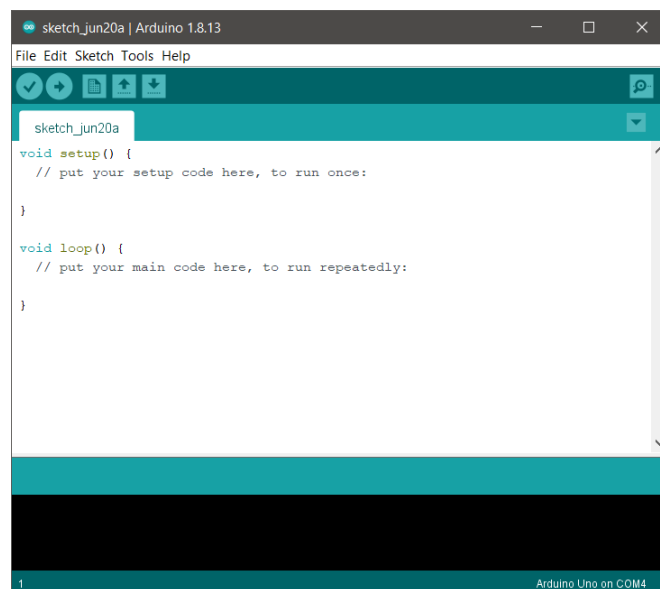 sketch_jun20a | Arduino 1.8.13
File Edit Sketch Tools Help
sketch_jun20a
void setup() {
  // put your setup code here, to run once:
}
void loop() {
  // put your main code here, to run repeatedly:
}
1
Arduino Uno on COM4